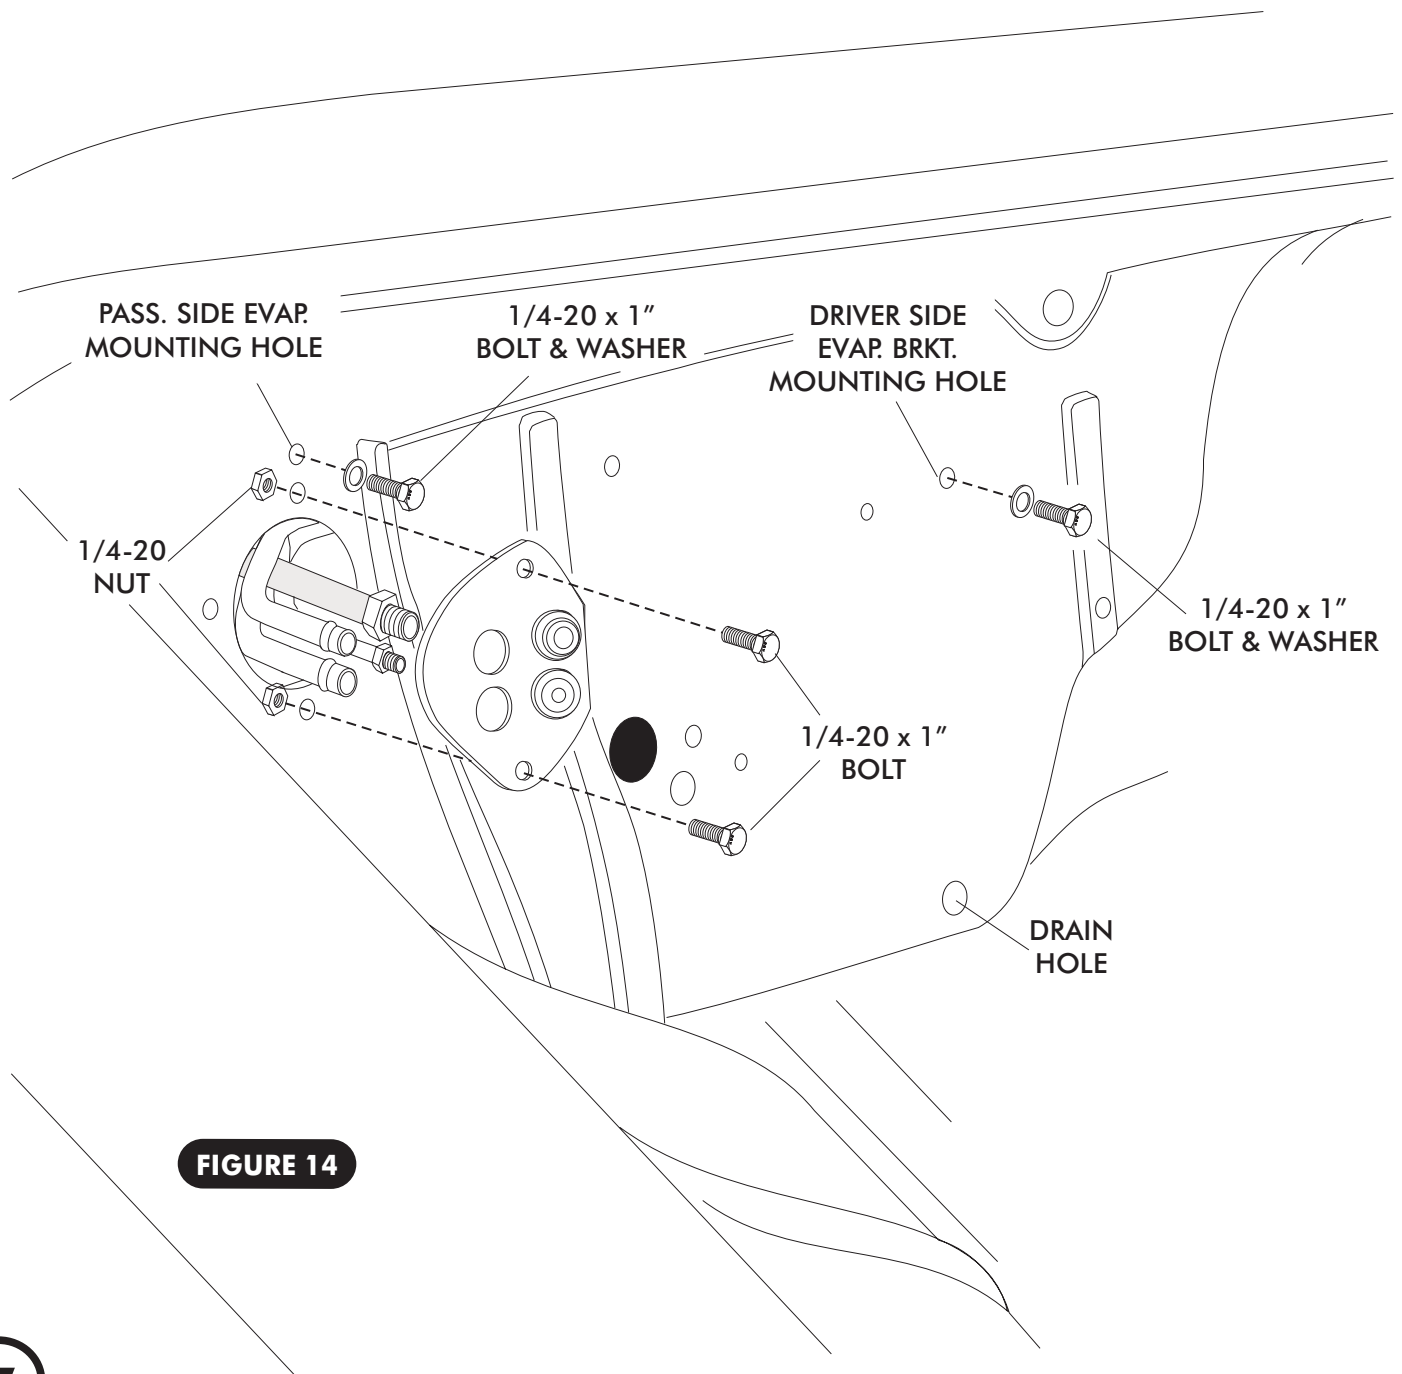 PASS. SIDE EVAP.
MOUNTING HOLE
1/4-20 x 1”
BOLT & WASHER
DRIVER SIDE
EVAP. BRKT.
MOUNTING HOLE
1/4-20
NUT
1/4-20 x 1”
BOLT & WASHER
1/4-20 x 1”
BOLT
DRAIN
HOLE
FIGURE 14